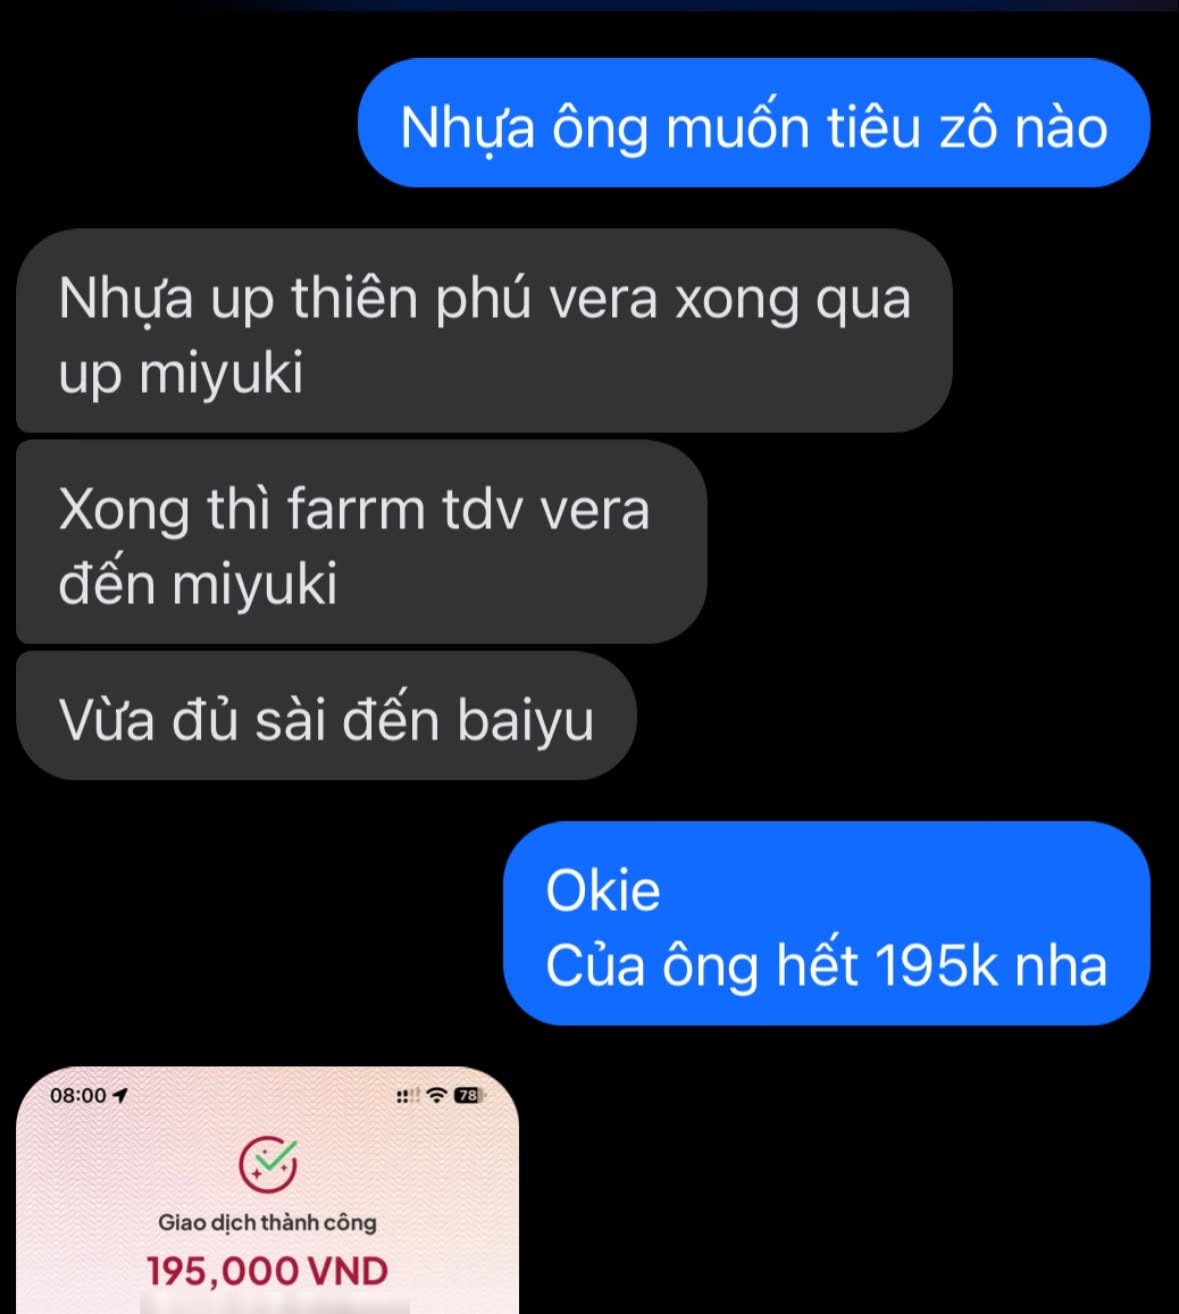 Nhựa ông muốn tiêu zô nào
Nhựa up thiên phú vera xong qua
up miyuki
Xong thì farrm tdv vera
đến miyuki
Vừa đủ sài đến baiyu
Okie
Của ông hết 195k nha
08:00
78
Giao dịch thành công
195,000 VND